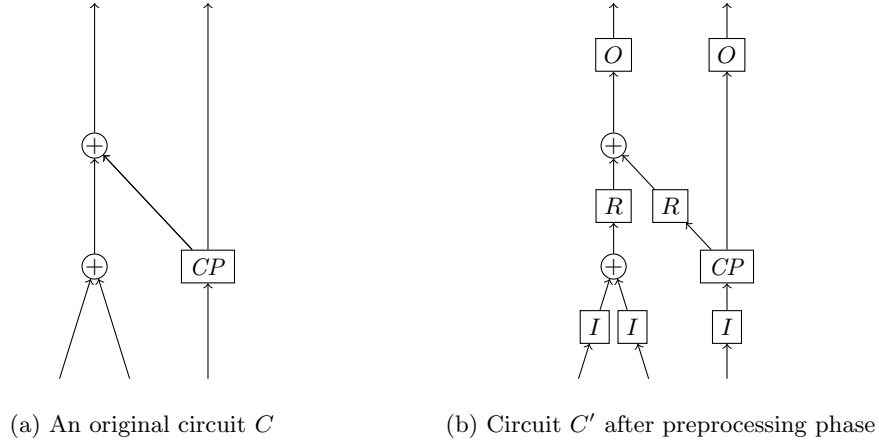 O O
+ +
R R
CP CP
+ +
I I I
(a) An original circuit C
(b) Circuit C′ after preprocessing phase